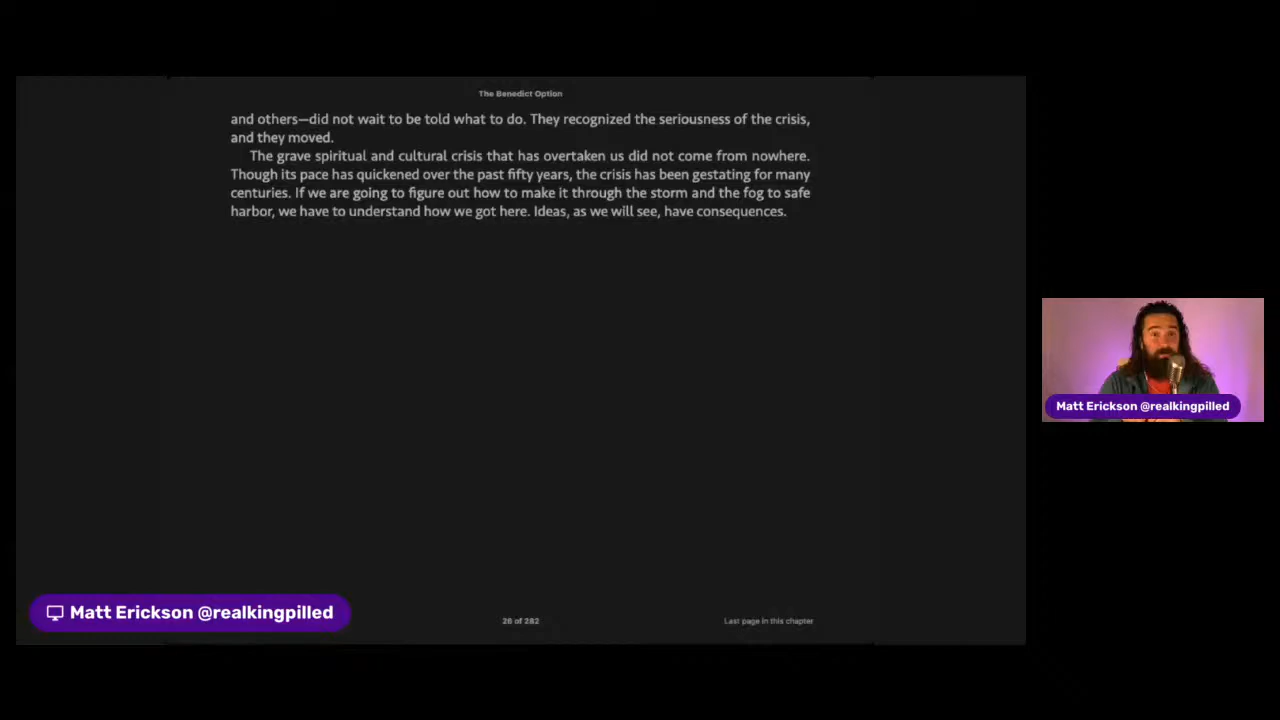 The Benedict Option
and others—did not wait to be told what to do. They recognized the seriousness of the crisis,
and they moved.
The grave spiritual and cultural crisis that has overtaken us did not come from nowhere.
Though its pace has quickened over the past fifty years, the crisis has been gestating for many
centuries. If we are going to figure out how to make it through the storm and the fog to safe
harbor, we have to understand how we got here. Ideas, as we will see, have consequences.
Matt Erickson @realkingpilled
Matt Erickson @realkingpilled
26 of 282
Last page in this chapter